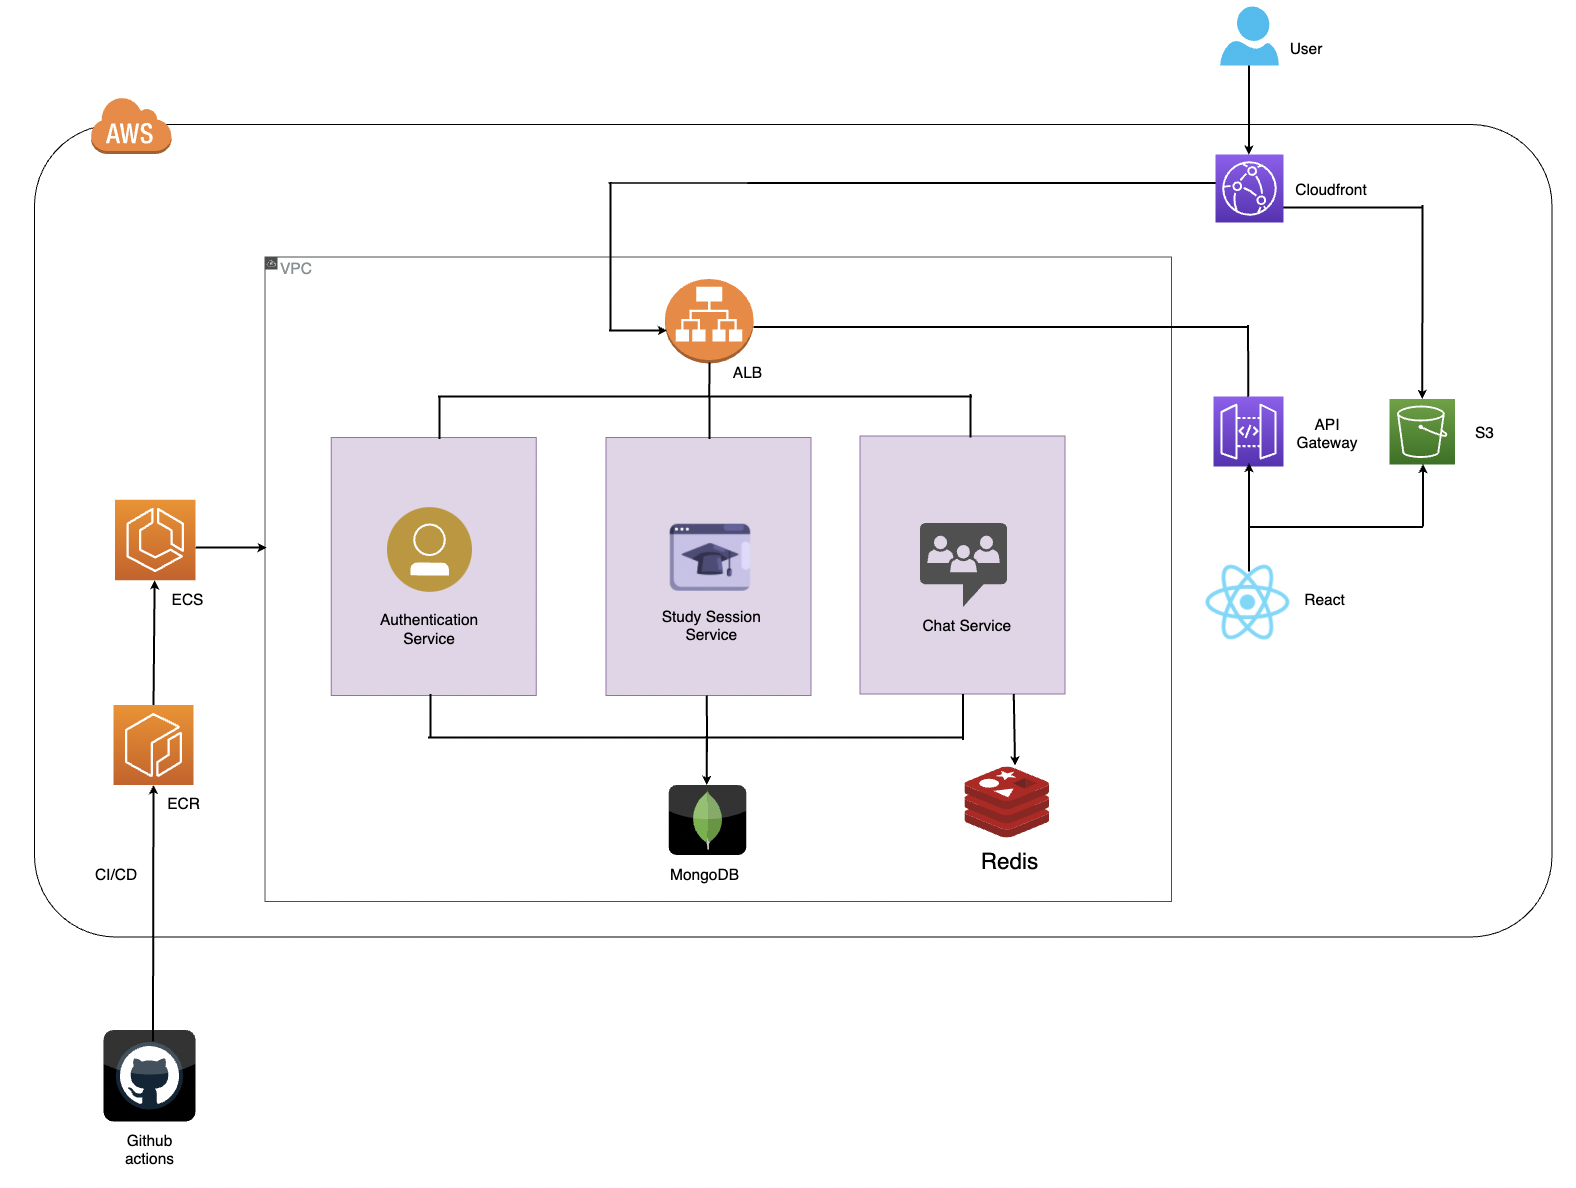 User
AWS
Cloudfront
VPC
ALB
API
Gateway
S3
</>
Authentication
Service
Study Session
Service
Chat Service
ECS
React
ECR
CI/CD
MongoDB
Redis
Github
actions